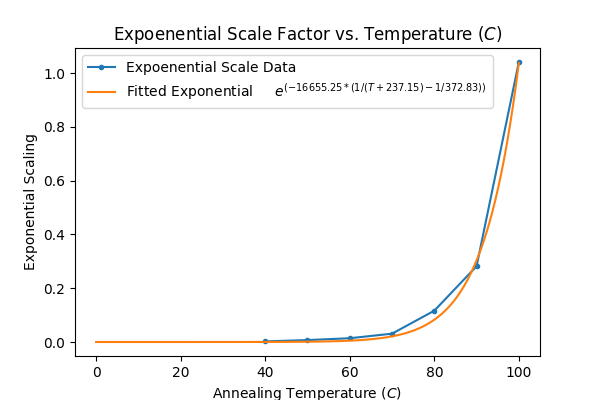 Expoenential Scale Factor vs. Temperature (C)
Expoenential Scale Data
Fitted Exponential e^(−16655.25*(1/(T+237.15)−1/372.83))
1.0
0.8
0.6
0.4
0.2
0.0
Exponential Scaling
0 20 40 60 80 100
Annealing Temperature (C)